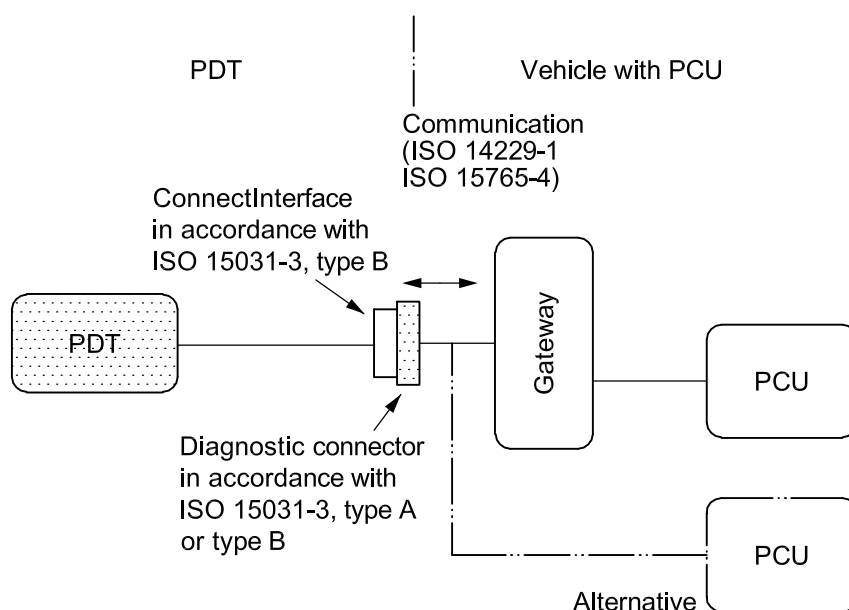 PDT
Vehicle with PCU
Communication
(ISO 14229-1
ISO 15765-4)
ConnectInterface
in accordance with
ISO 15031-3, type B
PDT
Gateway
PCU
Diagnostic connector
in accordance with
ISO 15031-3, type A
or type B
PCU
Alternative